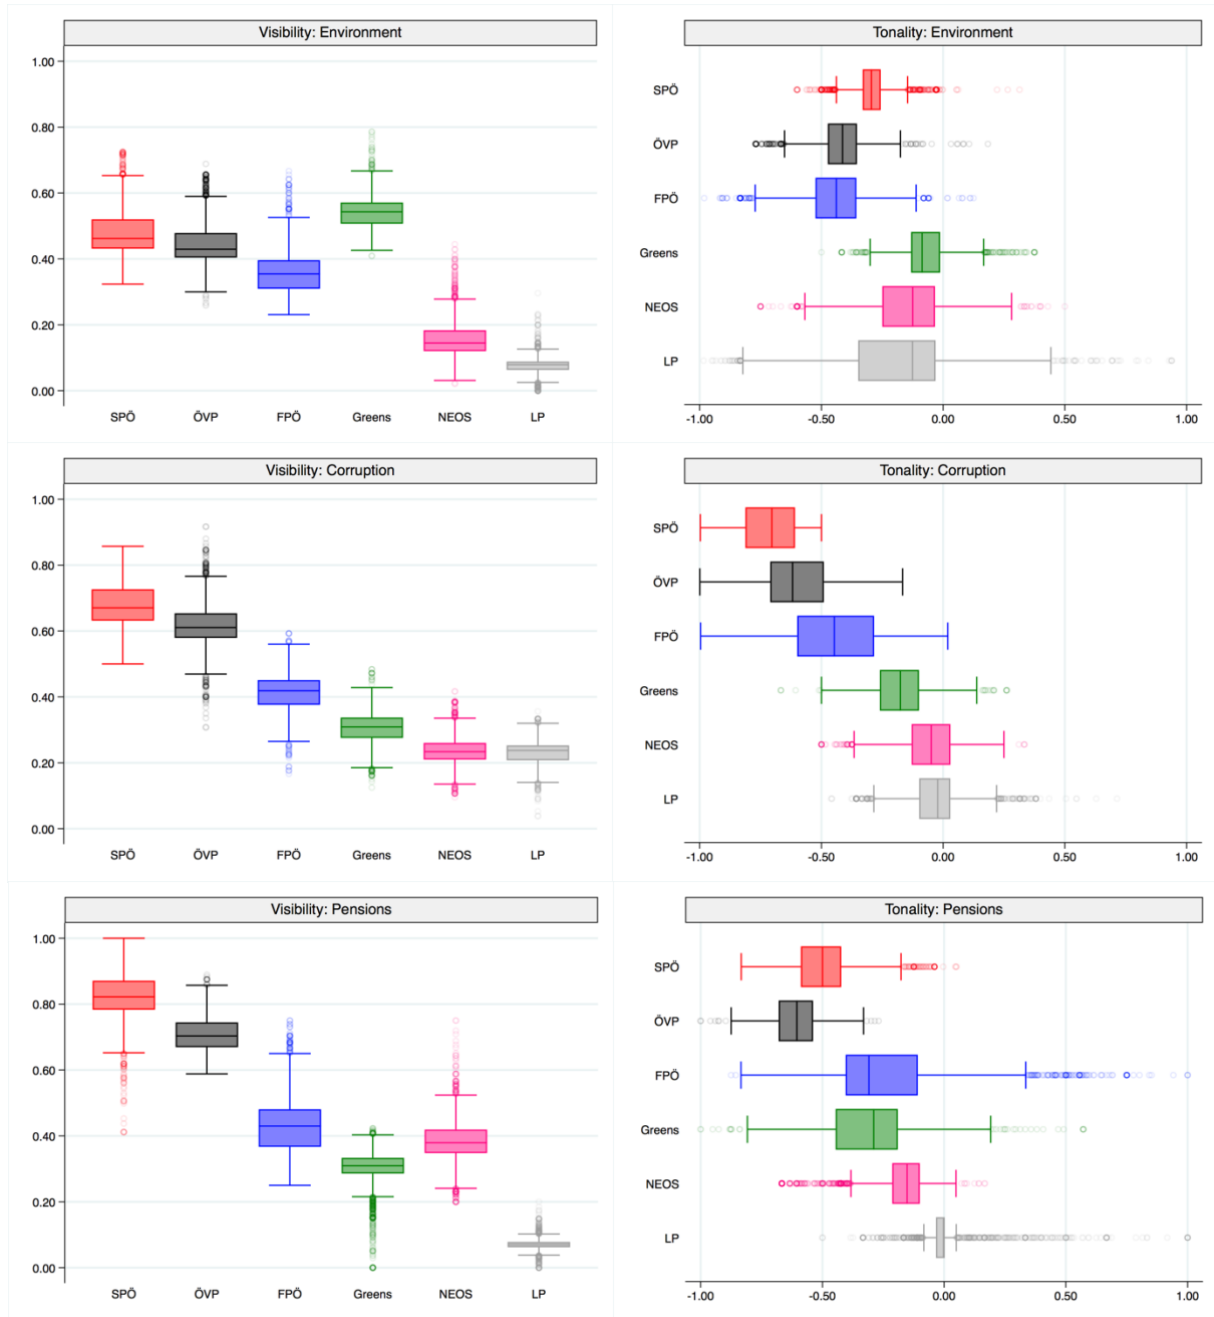 Visibility: Environment
1.00
0.80
0.60
0.40
0.20
0.00
SPÖ ÖVP FPÖ Greens NEOS LP
Tonality: Environment
SPÖ
ÖVP
FPÖ
Greens
NEOS
LP
-1.00 -0.50 0.00 0.50 1.00
Visibility: Corruption
1.00
0.80
0.60
0.40
0.20
0.00
SPÖ ÖVP FPÖ Greens NEOS LP
Tonality: Corruption
SPÖ
ÖVP
FPÖ
Greens
NEOS
LP
-1.00 -0.50 0.00 0.50 1.00
Visibility: Pensions
1.00
0.80
0.60
0.40
0.20
0.00
SPÖ ÖVP FPÖ Greens NEOS LP
Tonality: Pensions
SPÖ
ÖVP
FPÖ
Greens
NEOS
LP
-1.00 -0.50 0.00 0.50 1.00